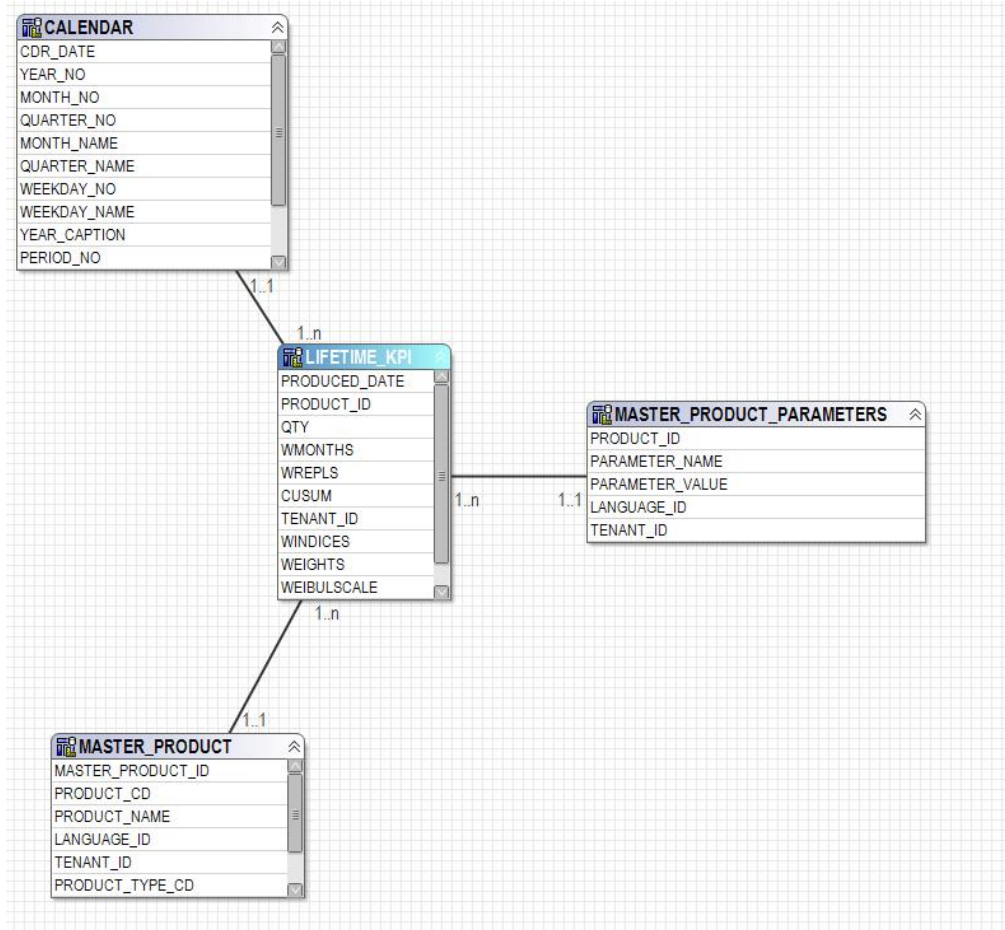 CALENDAR
CDR_DATE
YEAR_NO
MONTH_NO
QUARTER_NO
MONTH_NAME
QUARTER_NAME
WEEKDAY_NO
WEEKDAY_NAME
YEAR_CAPTION
PERIOD_NO
1..1
1..n
LIFETIME_KPI
PRODUCED_DATE
PRODUCT_ID
QTY
WMONTHS
WREPLS
CUSUM
TENANT_ID
WINDICES
WEIGHTS
WEIBULSCALE
1..n
1..1
MASTER_PRODUCT_PARAMETERS
PRODUCT_ID
PARAMETER_NAME
PARAMETER_VALUE
LANGUAGE_ID
TENANT_ID
1..n
1..1
MASTER_PRODUCT
MASTER_PRODUCT_ID
PRODUCT_CD
PRODUCT_NAME
LANGUAGE_ID
TENANT_ID
PRODUCT_TYPE_CD